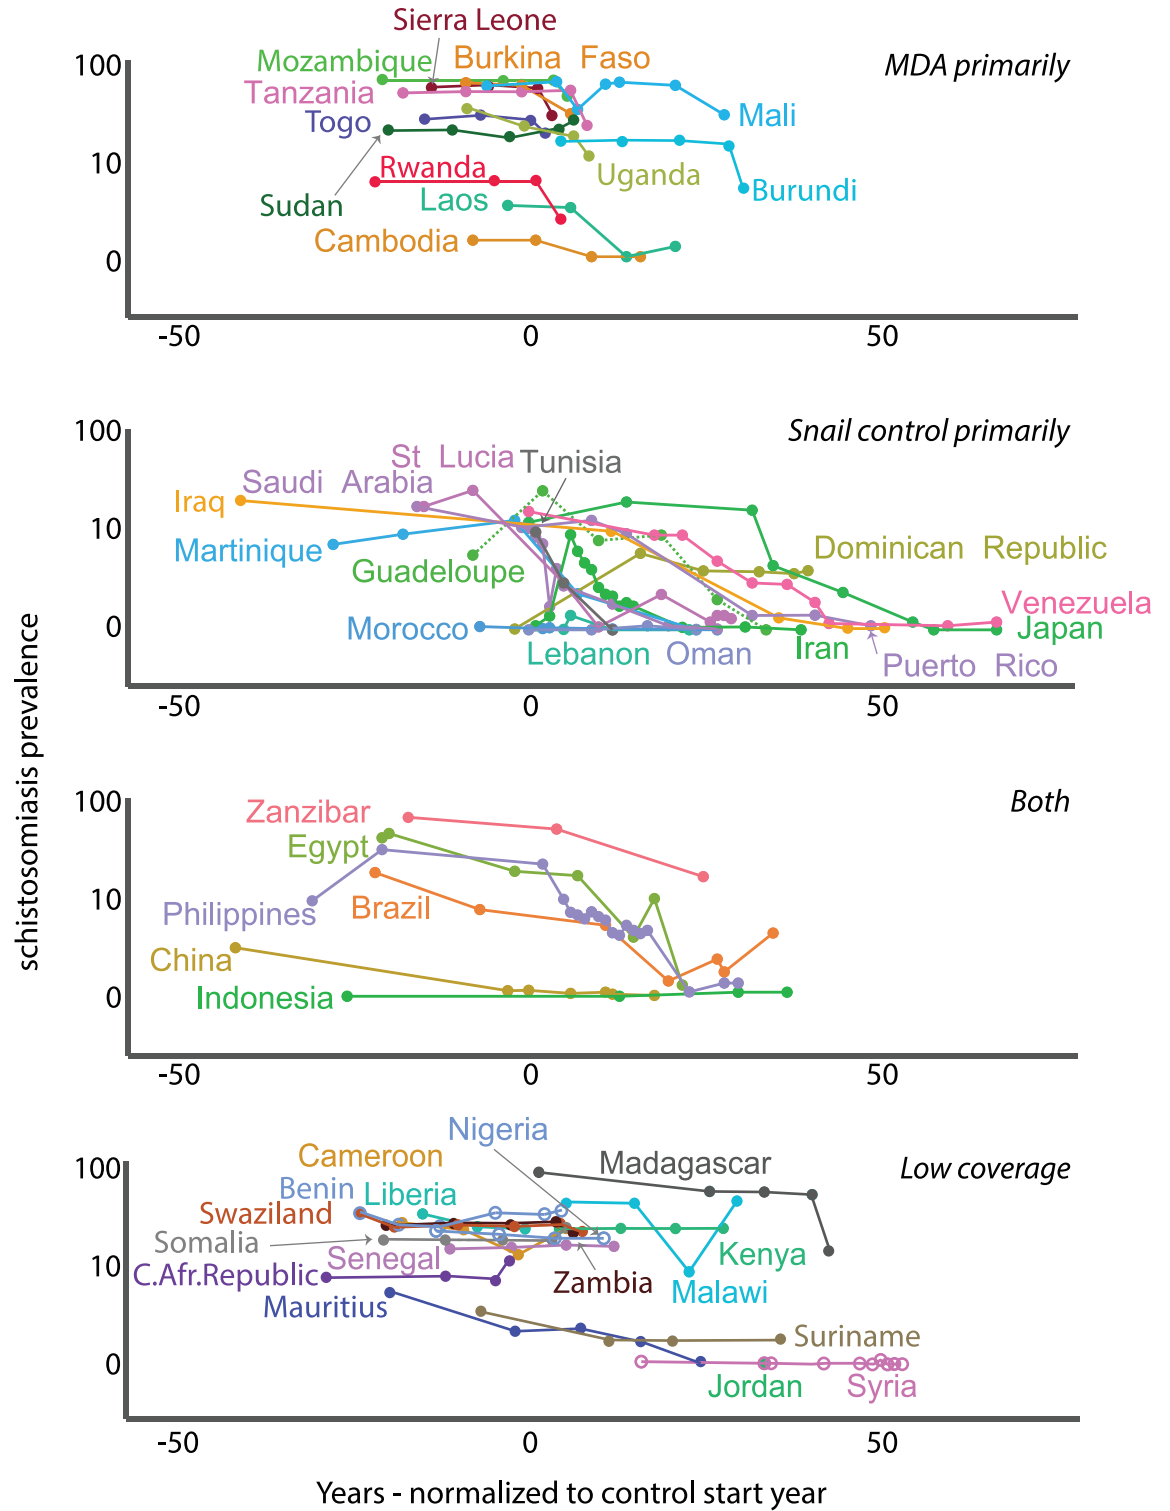 Sierra Leone
100
Mozambique
Burkina Faso
MDA primarily
Tanzania
Togo
Mali
10
Rwanda
Uganda
Burundi
Sudan
Laos
Cambodia
0
-50 0 50
100
Snail control primarily
St Lucia
Tunisia
Saudi Arabia
Iraq
10
Martinique
Guadeloupe
Dominican Republic
Morocco
Venezuela
0
Lebanon
Oman
Iran
Japan
Puerto Rico
-50 0 50
schistosomiasis prevalence
100
Both
Zanzibar
Egypt
10
Philippines
Brazil
China
Indonesia
0
-50 0 50
Nigeria
100
Cameroon
Madagascar
Low coverage
Benin
Liberia
Swaziland
Somalia
Senegal
Kenya
10
C.Afr.Republic
Zambia
Malawi
Mauritius
Suriname
0
Jordan
Syria
-50 0 50
Years - normalized to control start year